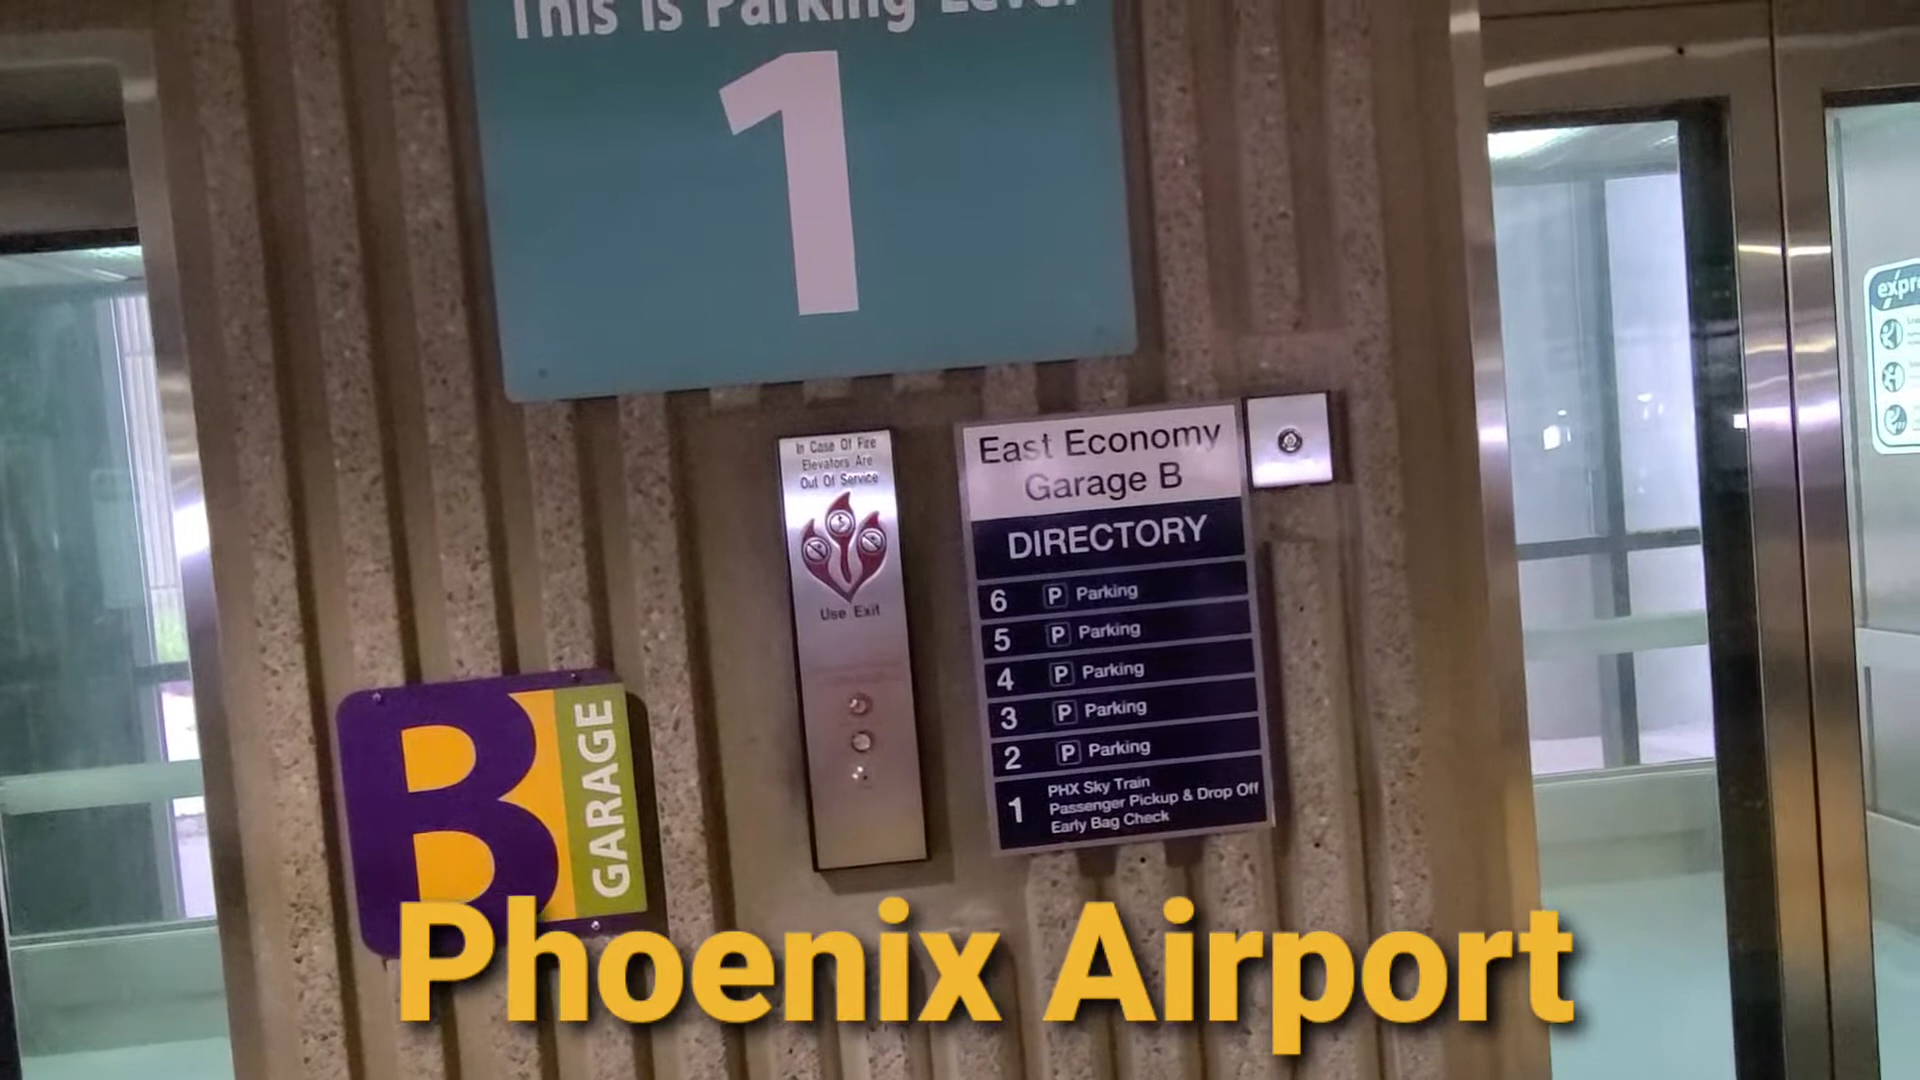 This is Parking Level
1
In Case Of Fire
Elevators Are
Out Of Service
Use Exit
East Economy
Garage B
DIRECTORY
6 P Parking
5 P Parking
4 P Parking
3 P Parking
2 P Parking
1 PHX Sky Train
Passenger Pickup & Drop Off
Early Bag Check
B GARAGE
expre
Phoenix Airport